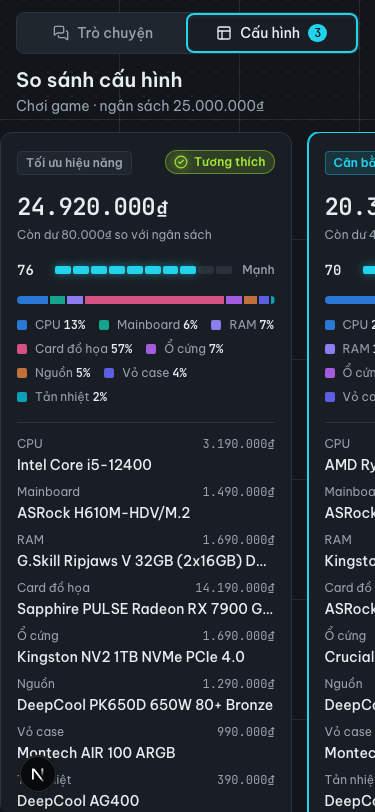 Trò chuyện
Cấu hình 3
So sánh cấu hình
Chơi game · ngân sách 25.000.000₫
Tối ưu hiệu năng
Tương thích
24.920.000₫
Còn dư 80.000₫ so với ngân sách
76
Mạnh
CPU 13% Mainboard 6% RAM 7%
Card đồ họa 57% Ổ cứng 7%
Nguồn 5% Vỏ case 4%
Tản nhiệt 2%
CPU 3.190.000₫
Intel Core i5-12400
Mainboard 1.490.000₫
ASRock H610M-HDV/M.2
RAM 1.690.000₫
G.Skill Ripjaws V 32GB (2x16GB) D...
Card đồ họa 14.190.000₫
Sapphire PULSE Radeon RX 7900 G...
Ổ cứng 1.690.000₫
Kingston NV2 1TB NVMe PCIe 4.0
Nguồn 1.290.000₫
DeepCool PK650D 650W 80+ Bronze
Vỏ case 990.000₫
Montech AIR 100 ARGB
N
390.000₫
DeepCool AG400
Cân
20.3
Còn dư 4
70
CPU
RAM
Ổ cứ
Vỏ c
CPU
AMD Ry
Mainboa
ASRock
RAM
Kingsto
Card đồ
ASRock
Ổ cứng
Crucial
Nguồn
DeepCo
Vỏ case
Montec
Tản nhiệ
DeepCo